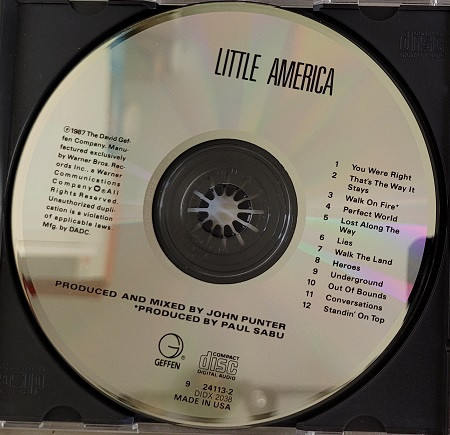 LITTLE AMERICA
℗1987 The David Gef-
fen Company. Manu-
factured exclusively
by Warner Bros. Rec-
ords Inc., a Warner
Communications
Company Ⓦ© All
Rights Reserved.
Unauthorized dupli-
cation is a violation
of applicable laws.
Mfg. by DADC.
1 You Were Right
2 That's The Way It
Stays
3 Walk On Fire*
4 Perfect World
5 Lost Along The
Way
6 Lies
7 Walk The Land
8 Heroes
9 Underground
10 Out Of Bounds
11 Conversations
12 Standin' On Top
PRODUCED AND MIXED BY JOHN PUNTER
*PRODUCED BY PAUL SABU
GEFFEN
COMPACT
disc
DIGITAL AUDIO
9 24113-2
DIDX 2038
MADE IN USA